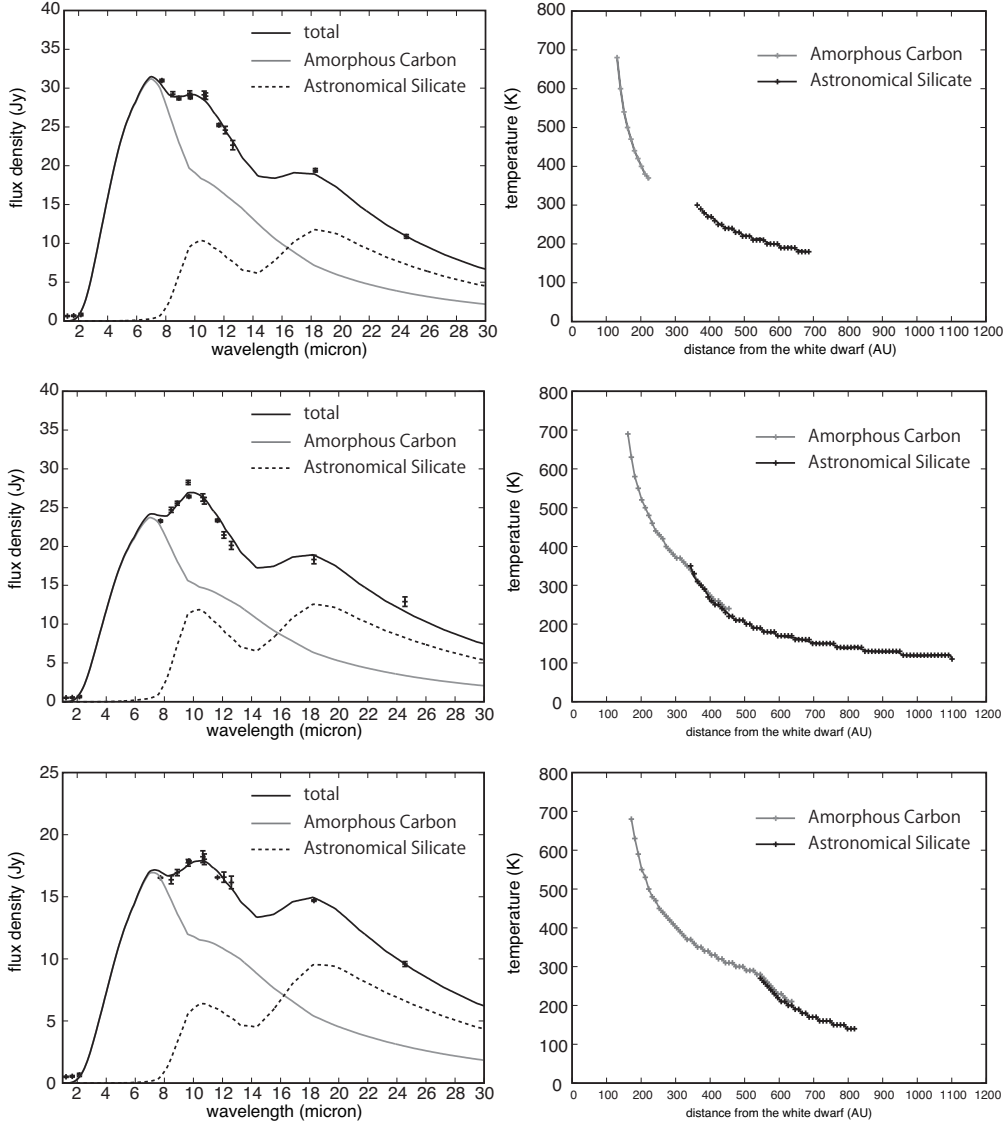 40
35
30
25
20
15
10
5
0
flux density (Jy)
total
Amorphous Carbon
Astronomical Silicate
2 4 6 8 10 12 14 16 18 20 22 24 26 28 30
wavelength (micron)
800
700
600
500
400
300
200
100
0
temperature (K)
Amorphous Carbon
Astronomical Silicate
0 100 200 300 400 500 600 700 800 900 1000 1100 1200
distance from the white dwarf (AU)
40
35
30
25
20
15
10
5
0
flux density (Jy)
total
Amorphous Carbon
Astronomical Silicate
2 4 6 8 10 12 14 16 18 20 22 24 26 28 30
wavelength (micron)
800
700
600
500
400
300
200
100
0
temperature (K)
Amorphous Carbon
Astronomical Silicate
0 100 200 300 400 500 600 700 800 900 1000 1100 1200
distance from the white dwarf (AU)
25
20
15
10
5
0
flux density (Jy)
total
Amorphous Carbon
Astronomical Silicate
2 4 6 8 10 12 14 16 18 20 22 24 26 28 30
wavelength (micron)
800
700
600
500
400
300
200
100
0
temperature (K)
Amorphous Carbon
Astronomical Silicate
0 100 200 300 400 500 600 700 800 900 1000 1100 1200
distance from the white dwarf (AU)